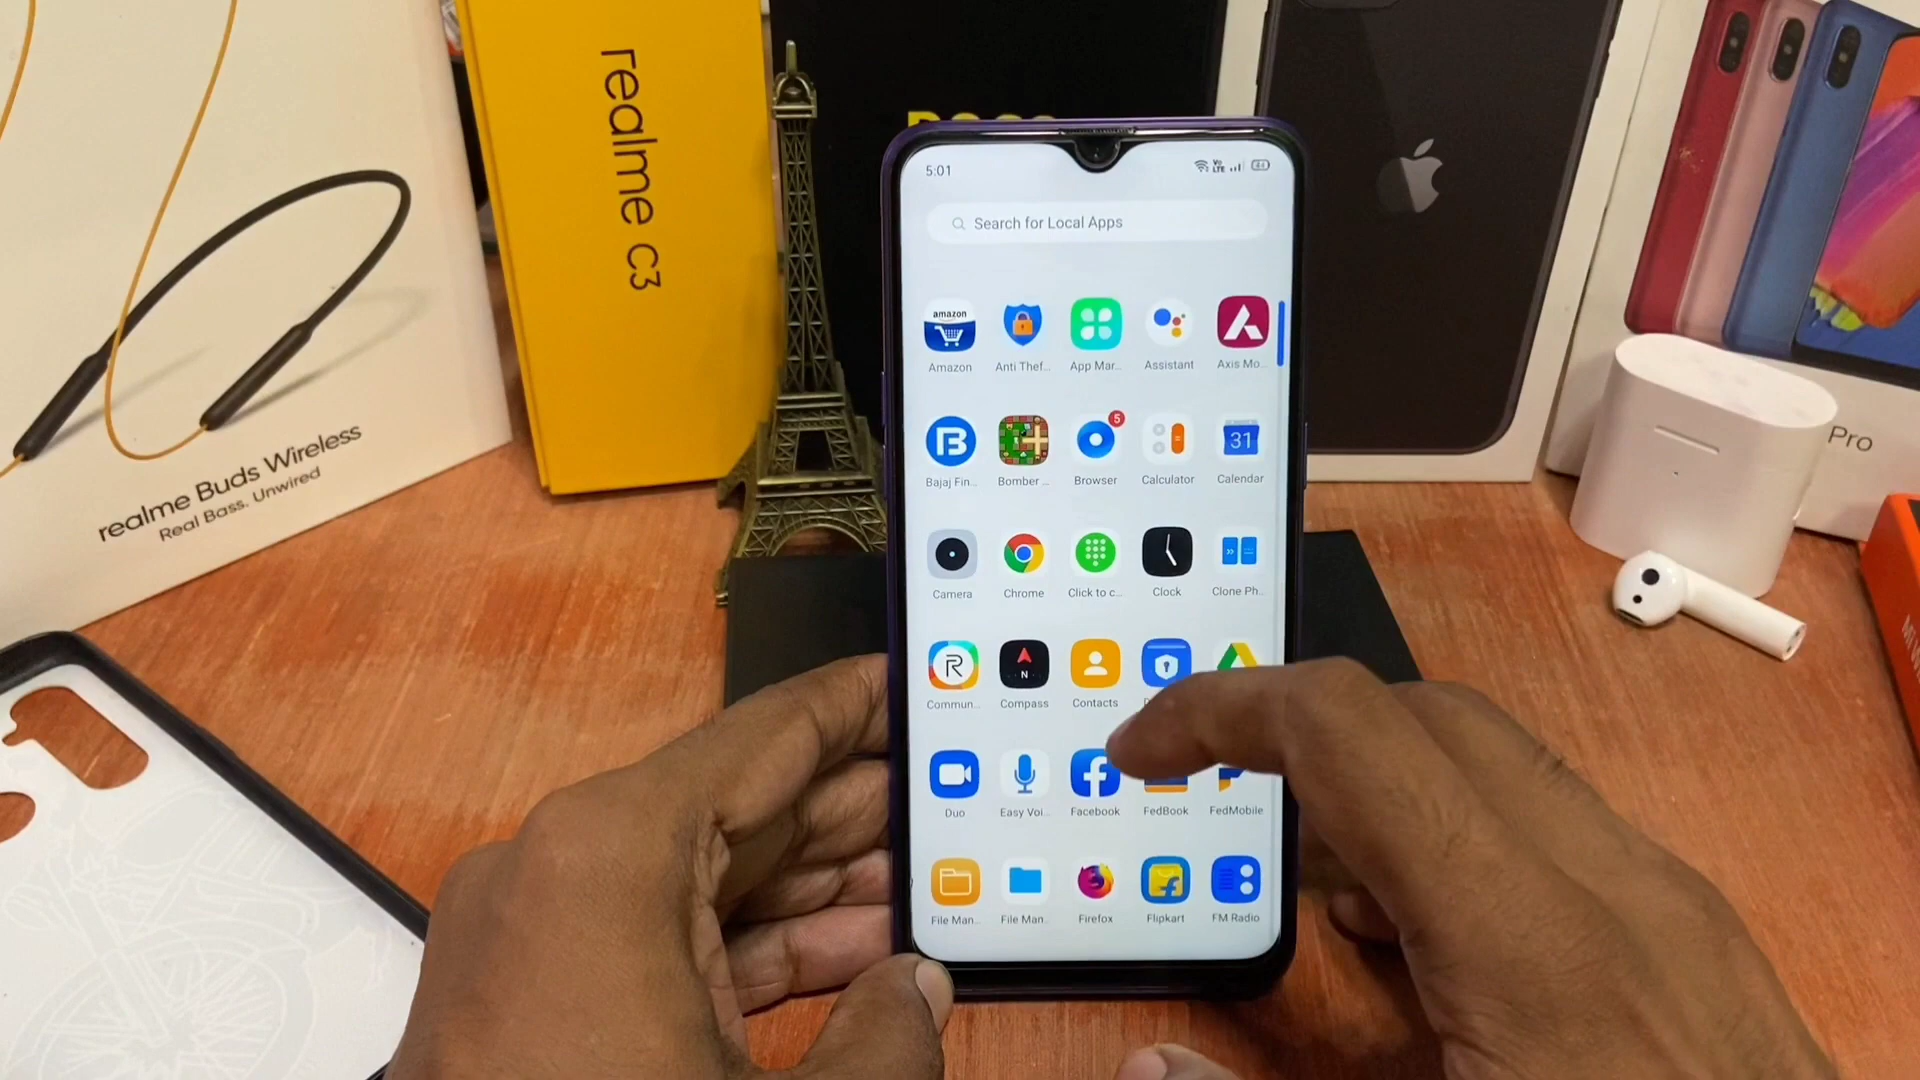 realme Buds Wireless
Real Bass. Unwired
realme C3
5:01
Search for Local Apps
amazon
Amazon
Anti Thef...
App Mar...
Assistant
Axis Mo...
5
31
Bajaj Fin...
Bomber ...
Browser
Calculator
Calendar
Camera
Chrome
Click to c...
Clock
Clone Ph...
N
Commun...
Compass
Contacts
Duo
Easy Voi...
Facebook
FedBook
FedMobile
File Man...
File Man...
Firefox
Flipkart
FM Radio
Pro